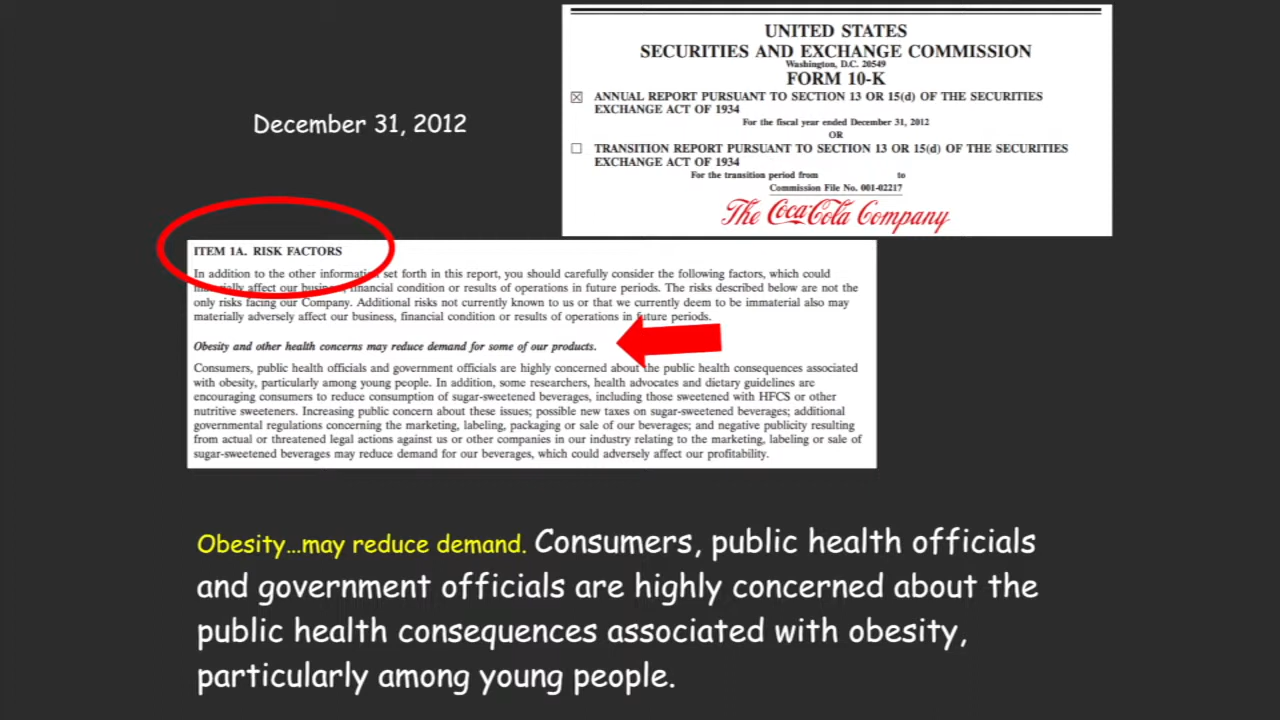 UNITED STATES
SECURITIES AND EXCHANGE COMMISSION
Washington, D.C. 20549
FORM 10-K
☒ ANNUAL REPORT PURSUANT TO SECTION 13 OR 15(d) OF THE SECURITIES
EXCHANGE ACT OF 1934
For the fiscal year ended December 31, 2012
OR
☐ TRANSITION REPORT PURSUANT TO SECTION 13 OR 15(d) OF THE SECURITIES
EXCHANGE ACT OF 1934
For the transition period from to
Commission File No. 001-02217
The Coca-Cola Company
December 31, 2012
ITEM 1A. RISK FACTORS
In addition to the other information set forth in this report, you should carefully consider the following factors, which could
materially affect our business, financial condition or results of operations in future periods. The risks described below are not the
only risks facing our Company. Additional risks not currently known to us or that we currently deem to be immaterial also may
materially adversely affect our business, financial condition or results of operations in future periods.
Obesity and other health concerns may reduce demand for some of our products.
Consumers, public health officials and government officials are highly concerned about the public health consequences associated
with obesity, particularly among young people. In addition, some researchers, health advocates and dietary guidelines are
encouraging consumers to reduce consumption of sugar-sweetened beverages, including those sweetened with HFCS or other
nutritive sweeteners. Increasing public concern about these issues; possible new taxes on sugar-sweetened beverages; additional
governmental regulations concerning the marketing, labeling, packaging or sale of our beverages; and negative publicity resulting
from actual or threatened legal actions against us or other companies in our industry relating to the marketing, labeling or sale of
sugar-sweetened beverages may reduce demand for our beverages, which could adversely affect our profitability.
Obesity…may reduce demand. Consumers, public health officials
and government officials are highly concerned about the
public health consequences associated with obesity,
particularly among young people.